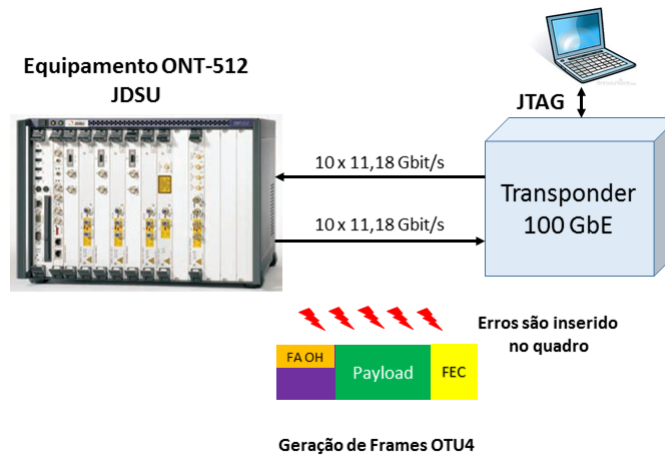 Equipamento ONT-512
JDSU
JTAG
10 x 11,18 Gbit/s
10 x 11,18 Gbit/s
Transponder
100 GbE
Erros são inserido
no quadro
FA OH
Payload
FEC
Geração de Frames OTU4